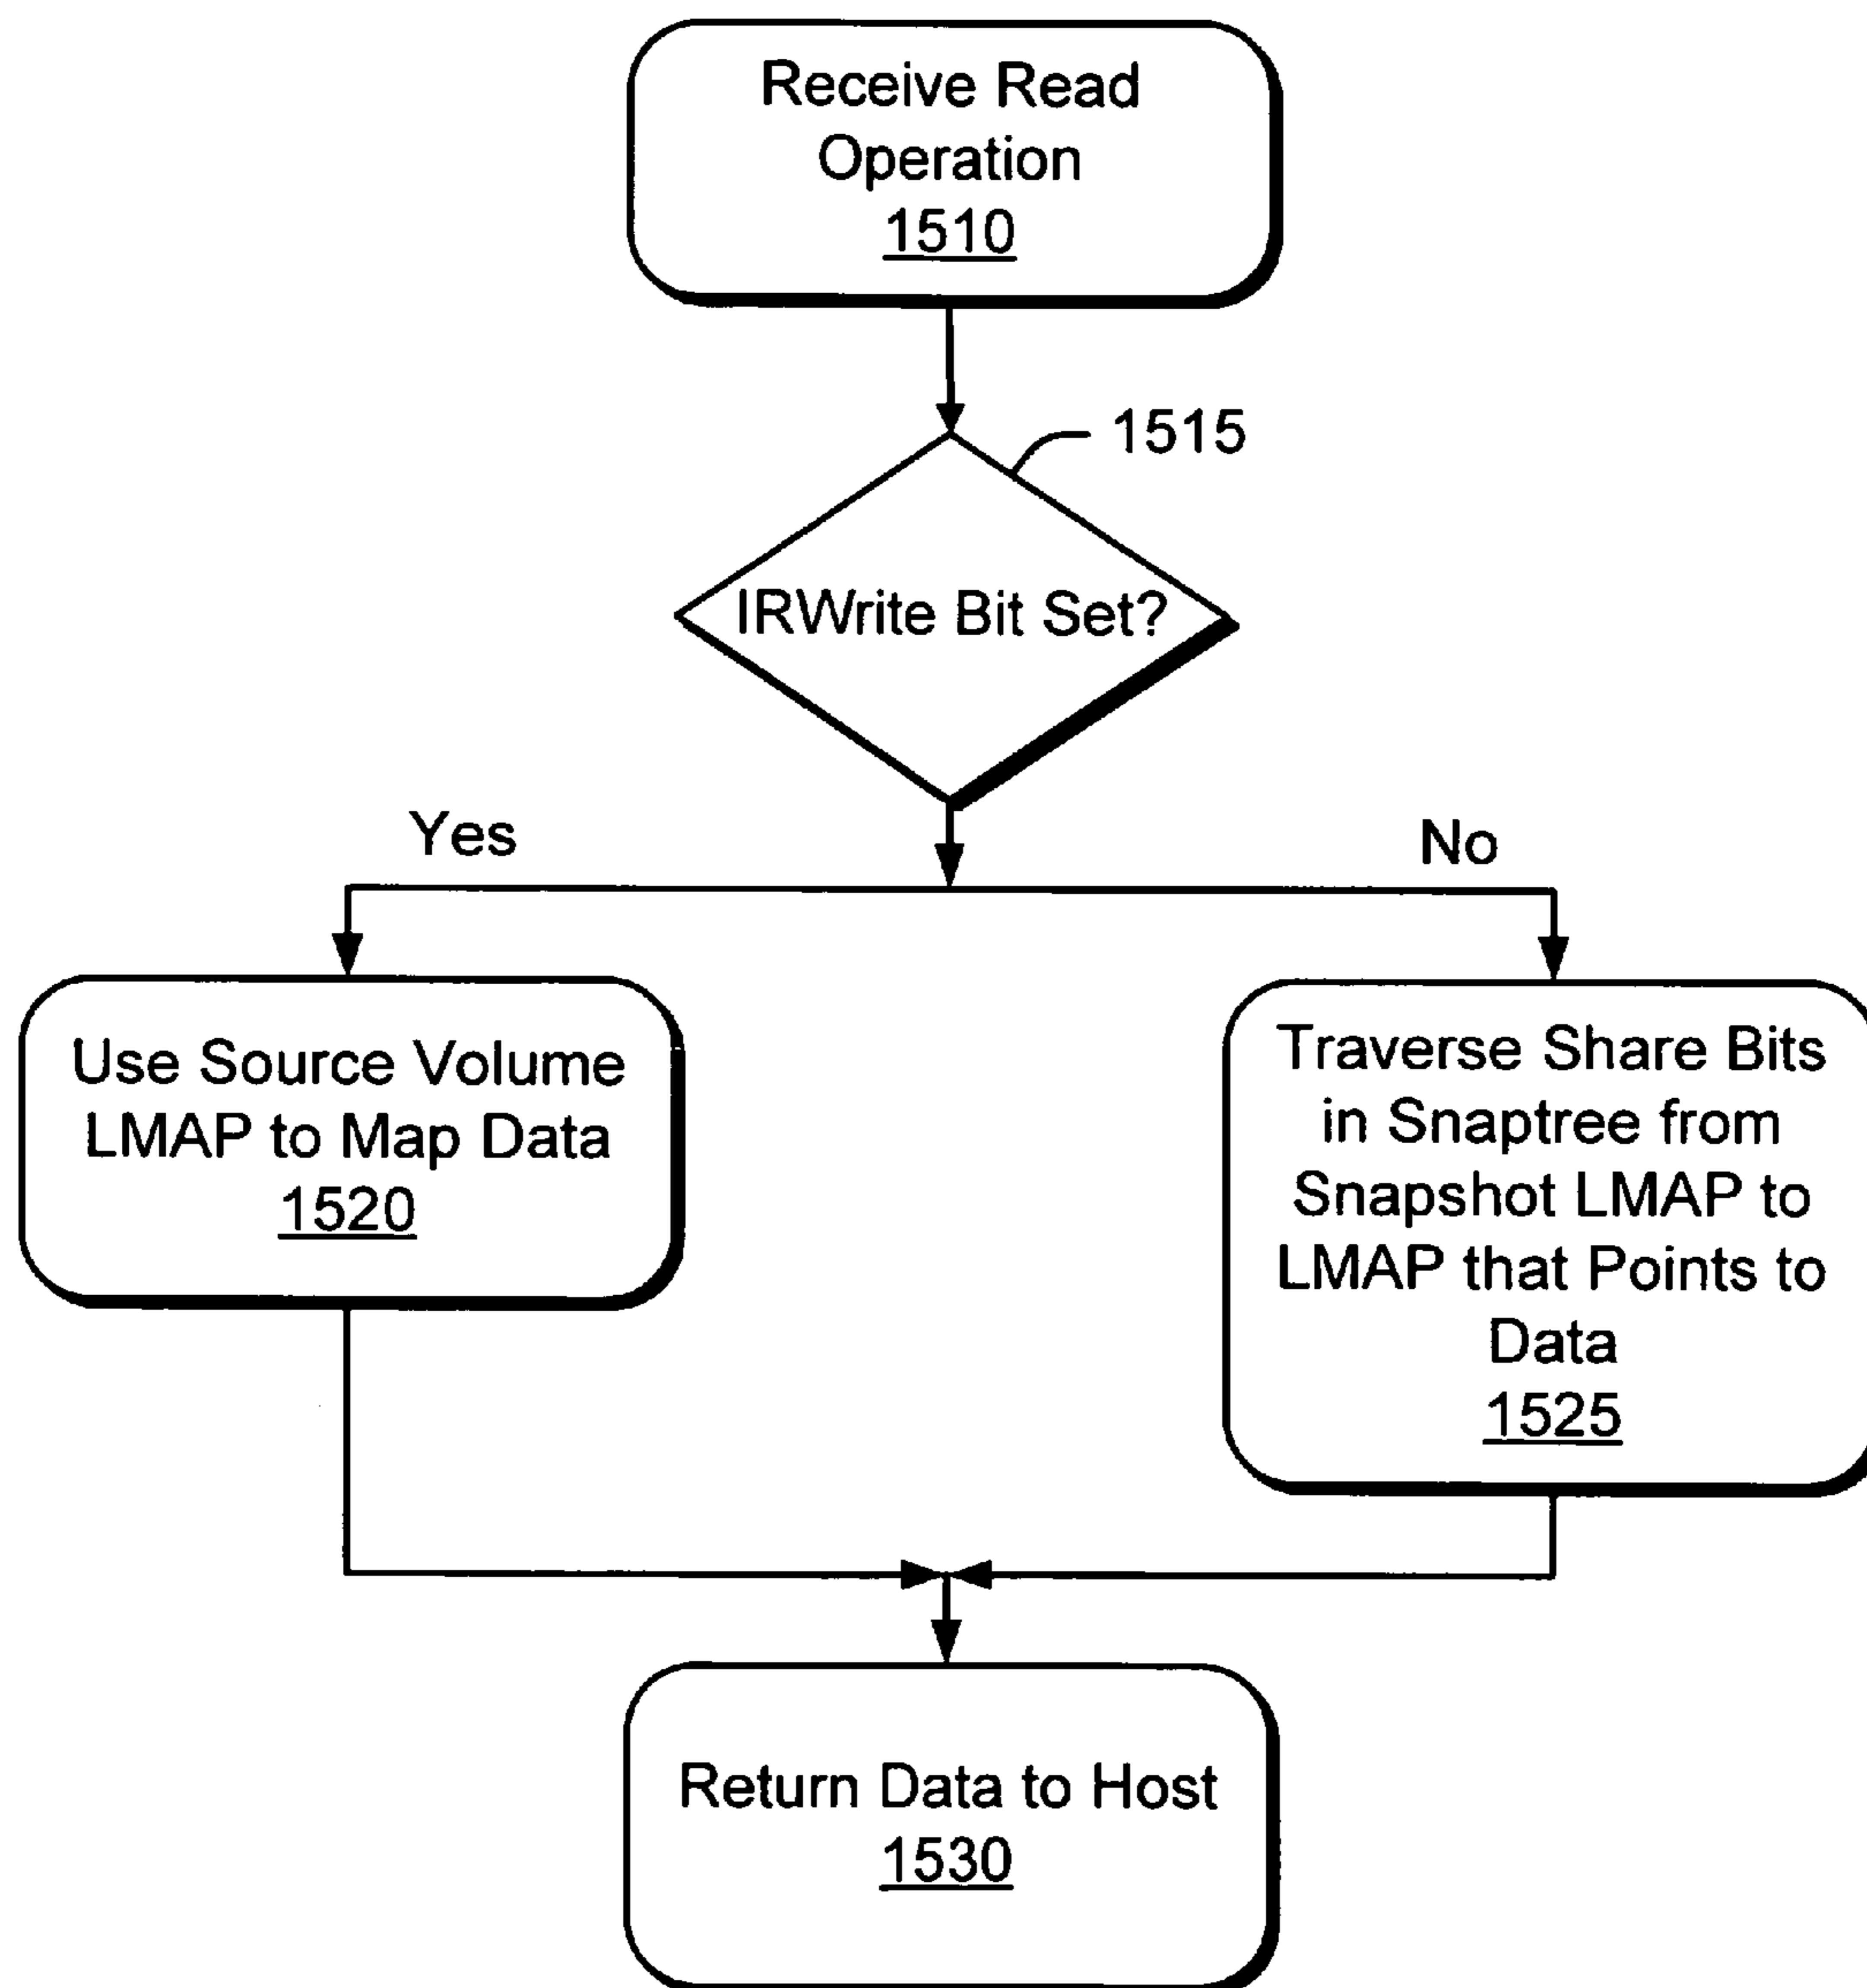 Receive Read
Operation
1510
1515
IRWrite Bit Set?
Yes
No
Use Source Volume
LMAP to Map Data
1520
Traverse Share Bits
in Snaptree from
Snapshot LMAP to
LMAP that Points to
Data
1525
Return Data to Host
1530